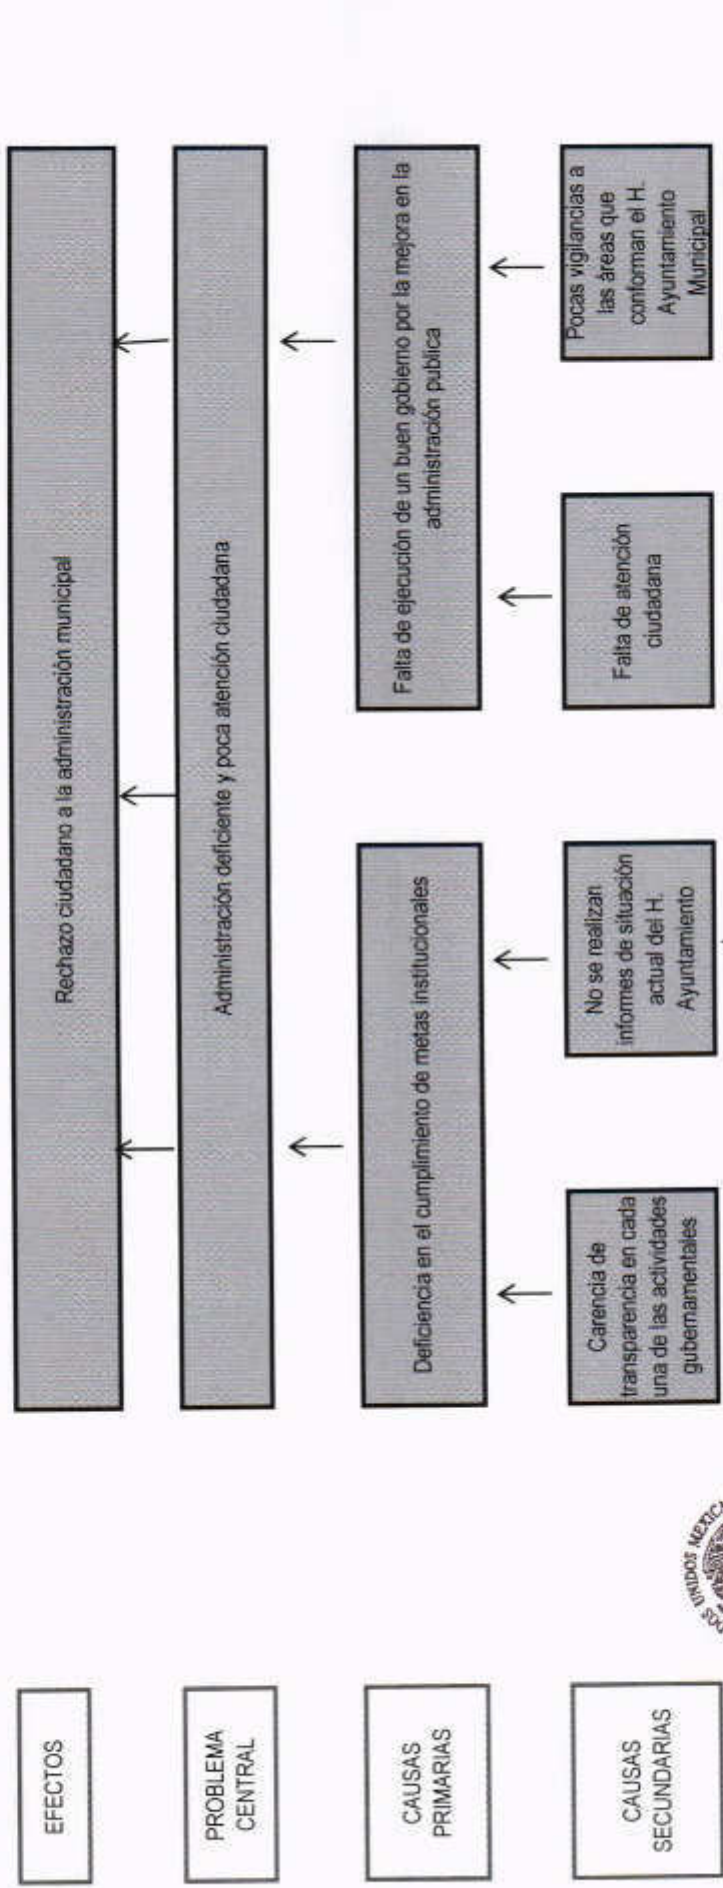 EFECTOS
Rechazo ciudadano a la administración municipal
PROBLEMA
CENTRAL
Administración deficiente y poca atención ciudadana
CAUSAS
PRIMARIAS
Deficiencia en el cumplimiento de metas institucionales
Falta de ejecución de un buen gobierno por la mejora en la
administración publica
CAUSAS
SECUNDARIAS
Carencia de
transparencia en cada
una de las actividades
gubernamentales
No se realizan
informes de situación
actual del H.
Ayuntamiento
Falta de atención
ciudadana
Pocas vigilancias a
las áreas que
conforman el H.
Ayuntamiento
Municipal
UNIDOS